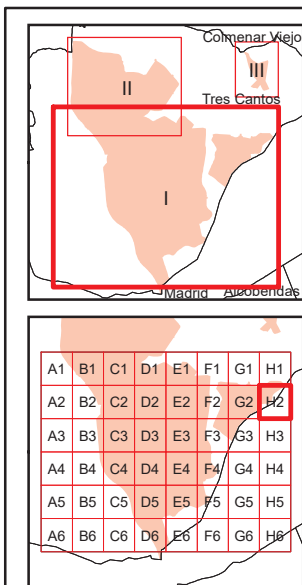 Colmenar Viejo
II
III
Tres Cantos
I
Madrid Alcobendas
A1 B1 C1 D1 E1 F1 G1 H1
A2 B2 C2 D2 E2 F2 G2 H2
A3 B3 C3 D3 E3 F3 G3 H3
A4 B4 C4 D4 E4 F4 G4 H4
A5 B5 C5 D5 E5 F5 G5 H5
A6 B6 C6 D6 E6 F6 G6 H6